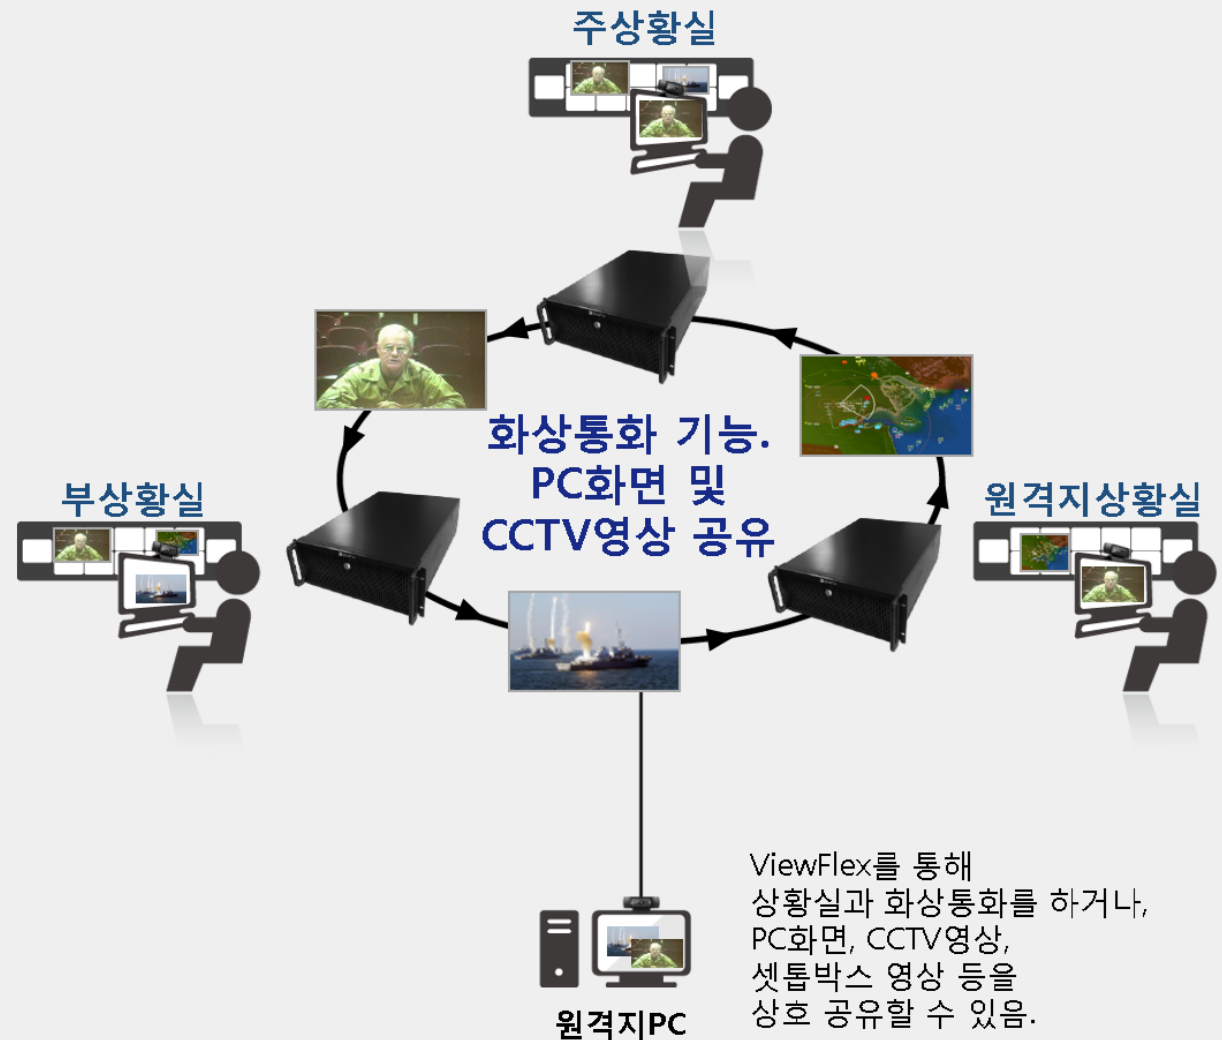 주상황실
화상통화 기능.
PC화면 및
CCTV영상 공유
부상황실
원격지상황실
ViewFlex를 통해
상황실과 화상통화를 하거나,
PC화면, CCTV영상,
셋톱박스 영상 등을
상호 공유할 수 있음.
원격지PC